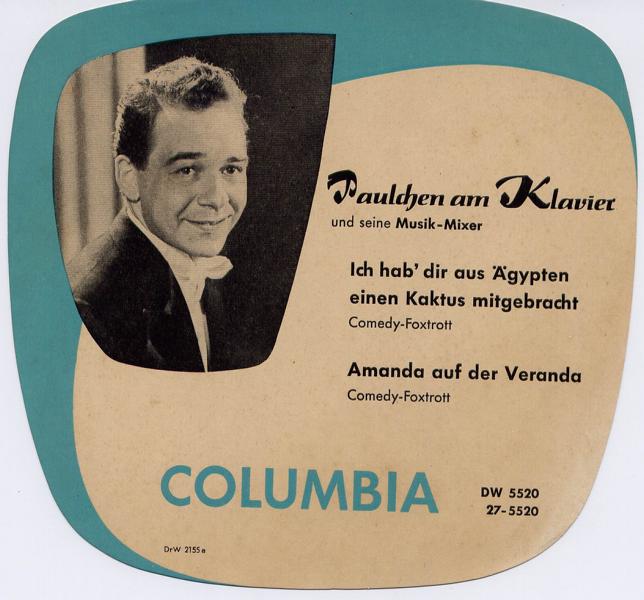 Paulchen am Klavier
und seine Musik-Mixer
Ich hab' dir aus Ägypten
einen Kaktus mitgebracht
Comedy-Foxtrott
Amanda auf der Veranda
Comedy-Foxtrott
COLUMBIA
DW 5520
27-5520
DrW 2155a